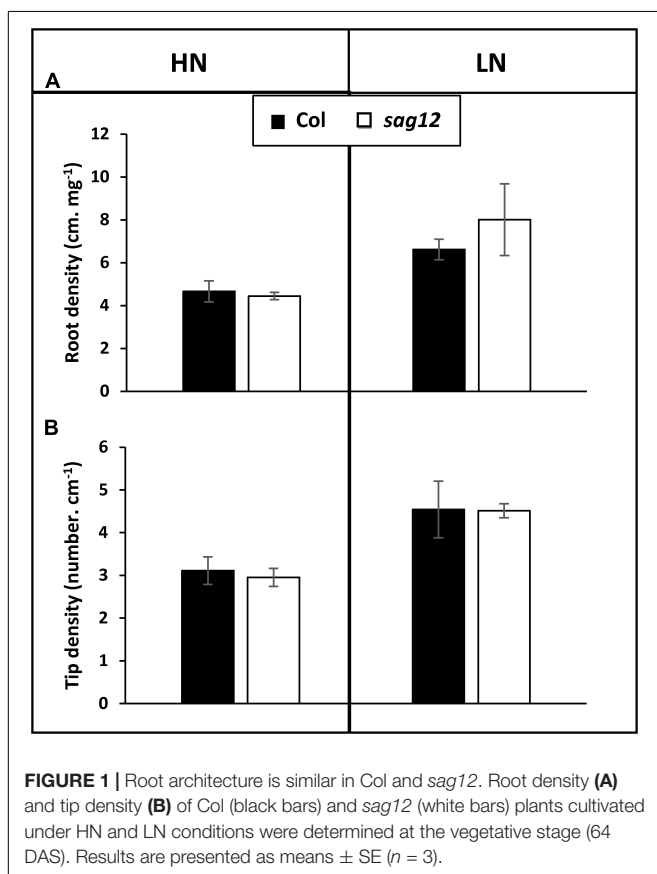 HN LN
A
■ Col □ sag12
12
10
8
6
4
2
0
Root density (cm. mg⁻¹)
B
6
5
4
3
2
1
0
Tip density (number. cm⁻¹)
FIGURE 1 | Root architecture is similar in Col and sag12. Root density (A)
and tip density (B) of Col (black bars) and sag12 (white bars) plants cultivated
under HN and LN conditions were determined at the vegetative stage (64
DAS). Results are presented as means ± SE (n = 3).